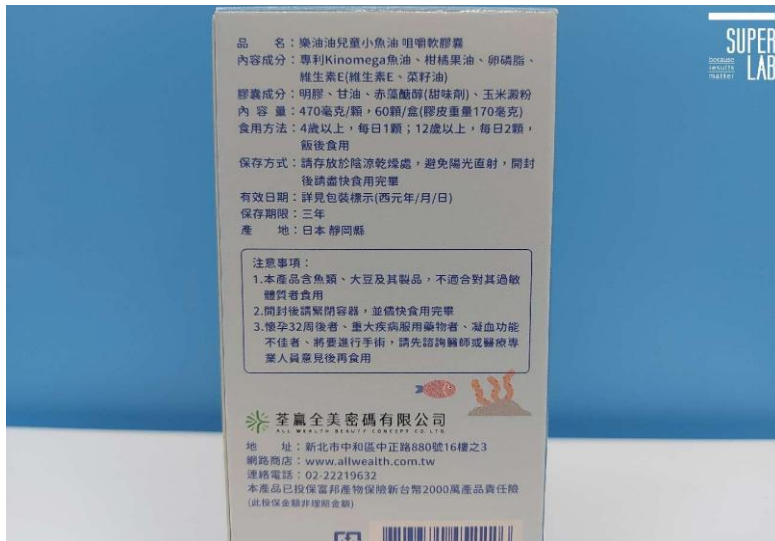 SUPER
because
results
matter
LAB
品　　名：樂油油兒童小魚油 咀嚼軟膠囊
內容成分：專利Kinomega魚油、柑橘果油、卵磷脂、
維生素E(維生素E、菜籽油)
膠囊成分：明膠、甘油、赤藻醣醇(甜味劑)、玉米澱粉
內 容 量：470毫克/顆，60顆/盒(膠皮重量170毫克)
食用方法：4歲以上，每日1顆；12歲以上，每日2顆，
飯後食用
保存方式：請存放於陰涼乾燥處，避免陽光直射，開封
後請盡快食用完畢
有效日期：詳見包裝標示(西元年/月/日)
保存期限：三年
產　　地：日本 靜岡縣
注意事項：
1.本產品含魚類、大豆及其製品，不適合對其過敏
體質者食用
2.開封後請緊閉容器，並儘快食用完畢
3.懷孕32周後者、重大疾病服用藥物者、凝血功能
不佳者、將要進行手術，請先諮詢醫師或醫療專
業人員意見後再食用
荃贏全美密碼有限公司
ALL WEALTH BEAUTY CONCEPT CO.LTD.
地　　址：新北市中和區中正路880號16樓之3
網路商店：www.allwealth.com.tw
連絡電話：02-22219632
本產品已投保富邦產物保險新台幣2000萬產品責任險
(此投保金額非理賠金額)